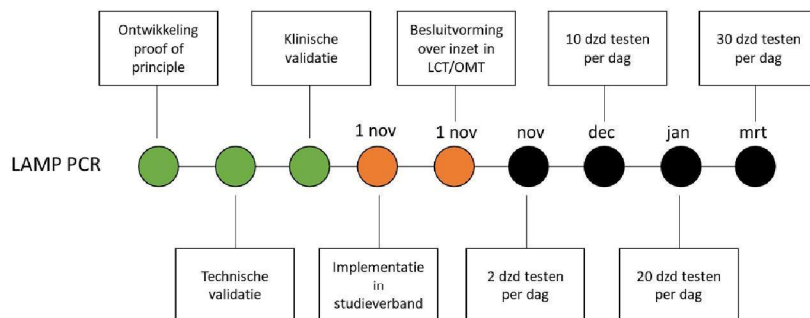 Ontwikkeling
proof of
principle
Klinische
validatie
Besluitvorming
over inzet in
LCT/OMT
10 dzd testen
per dag
30 dzd testen
per dag
LAMP PCR
1 nov
1 nov
nov
dec
jan
mrt
Technische
validatie
Implementatie
in
studieverband
2 dzd testen
per dag
20 dzd testen
per dag